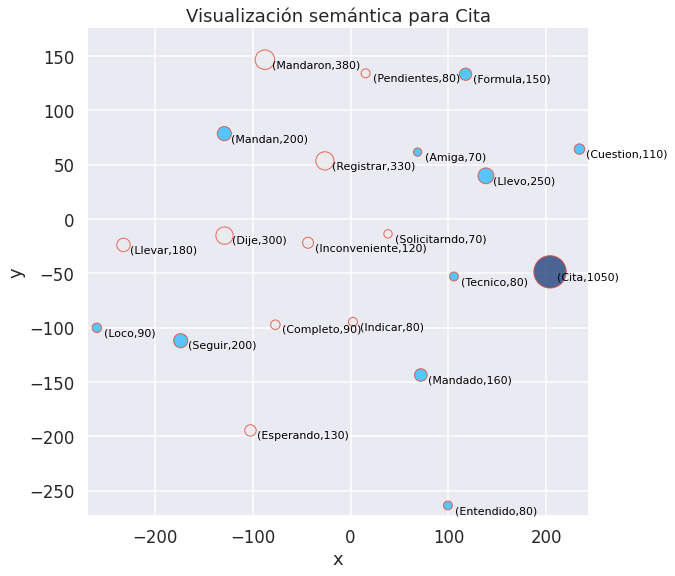 Visualización semántica para Cita
150
100
50
0
−50
−100
−150
−200
−250
y
(Mandaron,380)
(Pendientes,80)
(Formula,150)
(Mandan,200)
(Registrar,330)
(Amiga,70)
(Cuestion,110)
(Llevo,250)
(Llevar,180)
(Dije,300)
(Inconveniente,120)
(Solicitarndo,70)
(Tecnico,80)
(Cita,1050)
(Loco,90)
(Seguir,200)
(Completo,90)
(Indicar,80)
(Mandado,160)
(Esperando,130)
(Entendido,80)
−200
−100
0
100
200
x